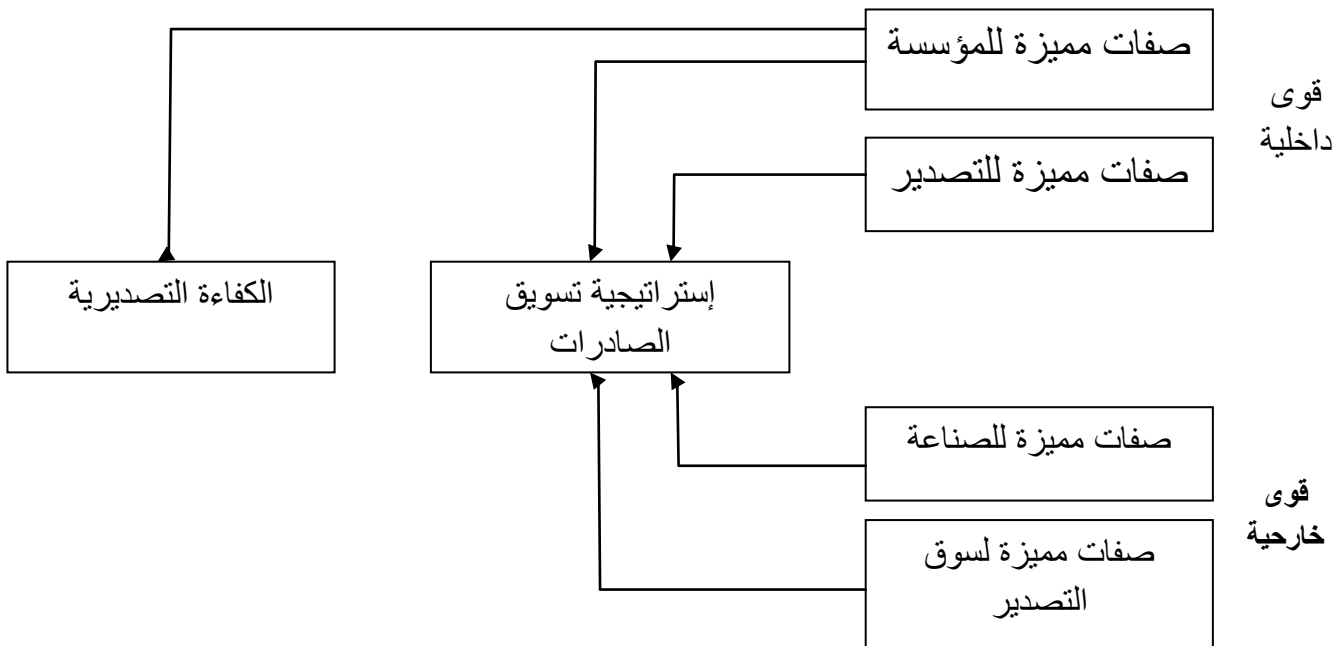 صفات مميزة للمؤسسة
قوى
داخلية
صفات مميزة للتصدير
إستراتيجية تسويق
الصادرات
الكفاءة التصديرية
صفات مميزة للصناعة
قوى
خارحية
صفات مميزة لسوق
التصدير